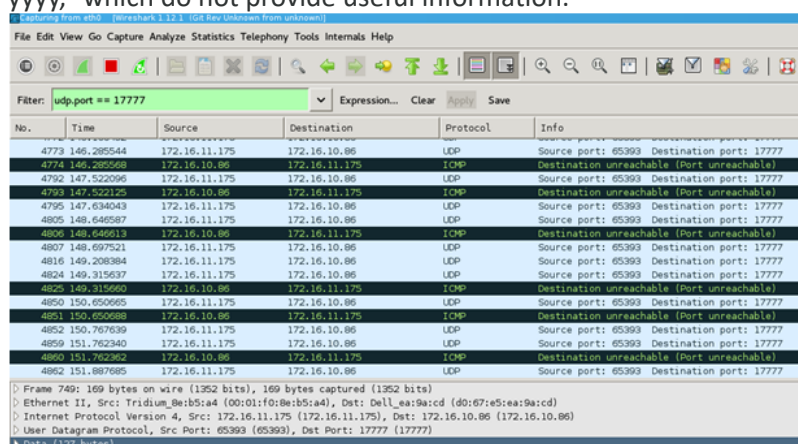 yyyy," which do not provide useful information.
Capturing from eth0 [Wireshark 1.12.1 (Git Rev Unknown from unknown)]
File Edit View Go Capture Analyze Statistics Telephony Tools Internals Help
Filter: udp.port == 17777 Expression... Clear Apply Save
No. Time Source Destination Protocol Info
4773 146.285544 172.16.11.175 172.16.10.86 UDP Source port: 65393 Destination port: 17777
4774 146.285568 172.16.10.86 172.16.11.175 ICMP Destination unreachable (Port unreachable)
4792 147.522096 172.16.11.175 172.16.10.86 UDP Source port: 65393 Destination port: 17777
4793 147.522125 172.16.10.86 172.16.11.175 ICMP Destination unreachable (Port unreachable)
4795 147.634043 172.16.11.175 172.16.10.86 UDP Source port: 65393 Destination port: 17777
4805 148.646587 172.16.11.175 172.16.10.86 UDP Source port: 65393 Destination port: 17777
4806 148.646613 172.16.10.86 172.16.11.175 ICMP Destination unreachable (Port unreachable)
4807 148.697521 172.16.11.175 172.16.10.86 UDP Source port: 65393 Destination port: 17777
4816 149.208384 172.16.11.175 172.16.10.86 UDP Source port: 65393 Destination port: 17777
4824 149.315637 172.16.11.175 172.16.10.86 UDP Source port: 65393 Destination port: 17777
4825 149.315660 172.16.10.86 172.16.11.175 ICMP Destination unreachable (Port unreachable)
4850 150.650665 172.16.11.175 172.16.10.86 UDP Source port: 65393 Destination port: 17777
4851 150.650688 172.16.10.86 172.16.11.175 ICMP Destination unreachable (Port unreachable)
4852 150.767639 172.16.11.175 172.16.10.86 UDP Source port: 65393 Destination port: 17777
4859 151.762340 172.16.11.175 172.16.10.86 UDP Source port: 65393 Destination port: 17777
4860 151.762362 172.16.10.86 172.16.11.175 ICMP Destination unreachable (Port unreachable)
4862 151.887685 172.16.11.175 172.16.10.86 UDP Source port: 65393 Destination port: 17777
Frame 749: 169 bytes on wire (1352 bits), 169 bytes captured (1352 bits)
Ethernet II, Src: Tridium_8e:b5:a4 (00:01:f0:8e:b5:a4), Dst: Dell_ea:9a:cd (d0:67:e5:ea:9a:cd)
Internet Protocol Version 4, Src: 172.16.11.175 (172.16.11.175), Dst: 172.16.10.86 (172.16.10.86)
User Datagram Protocol, Src Port: 65393 (65393), Dst Port: 17777 (17777)
Data (127 bytes)